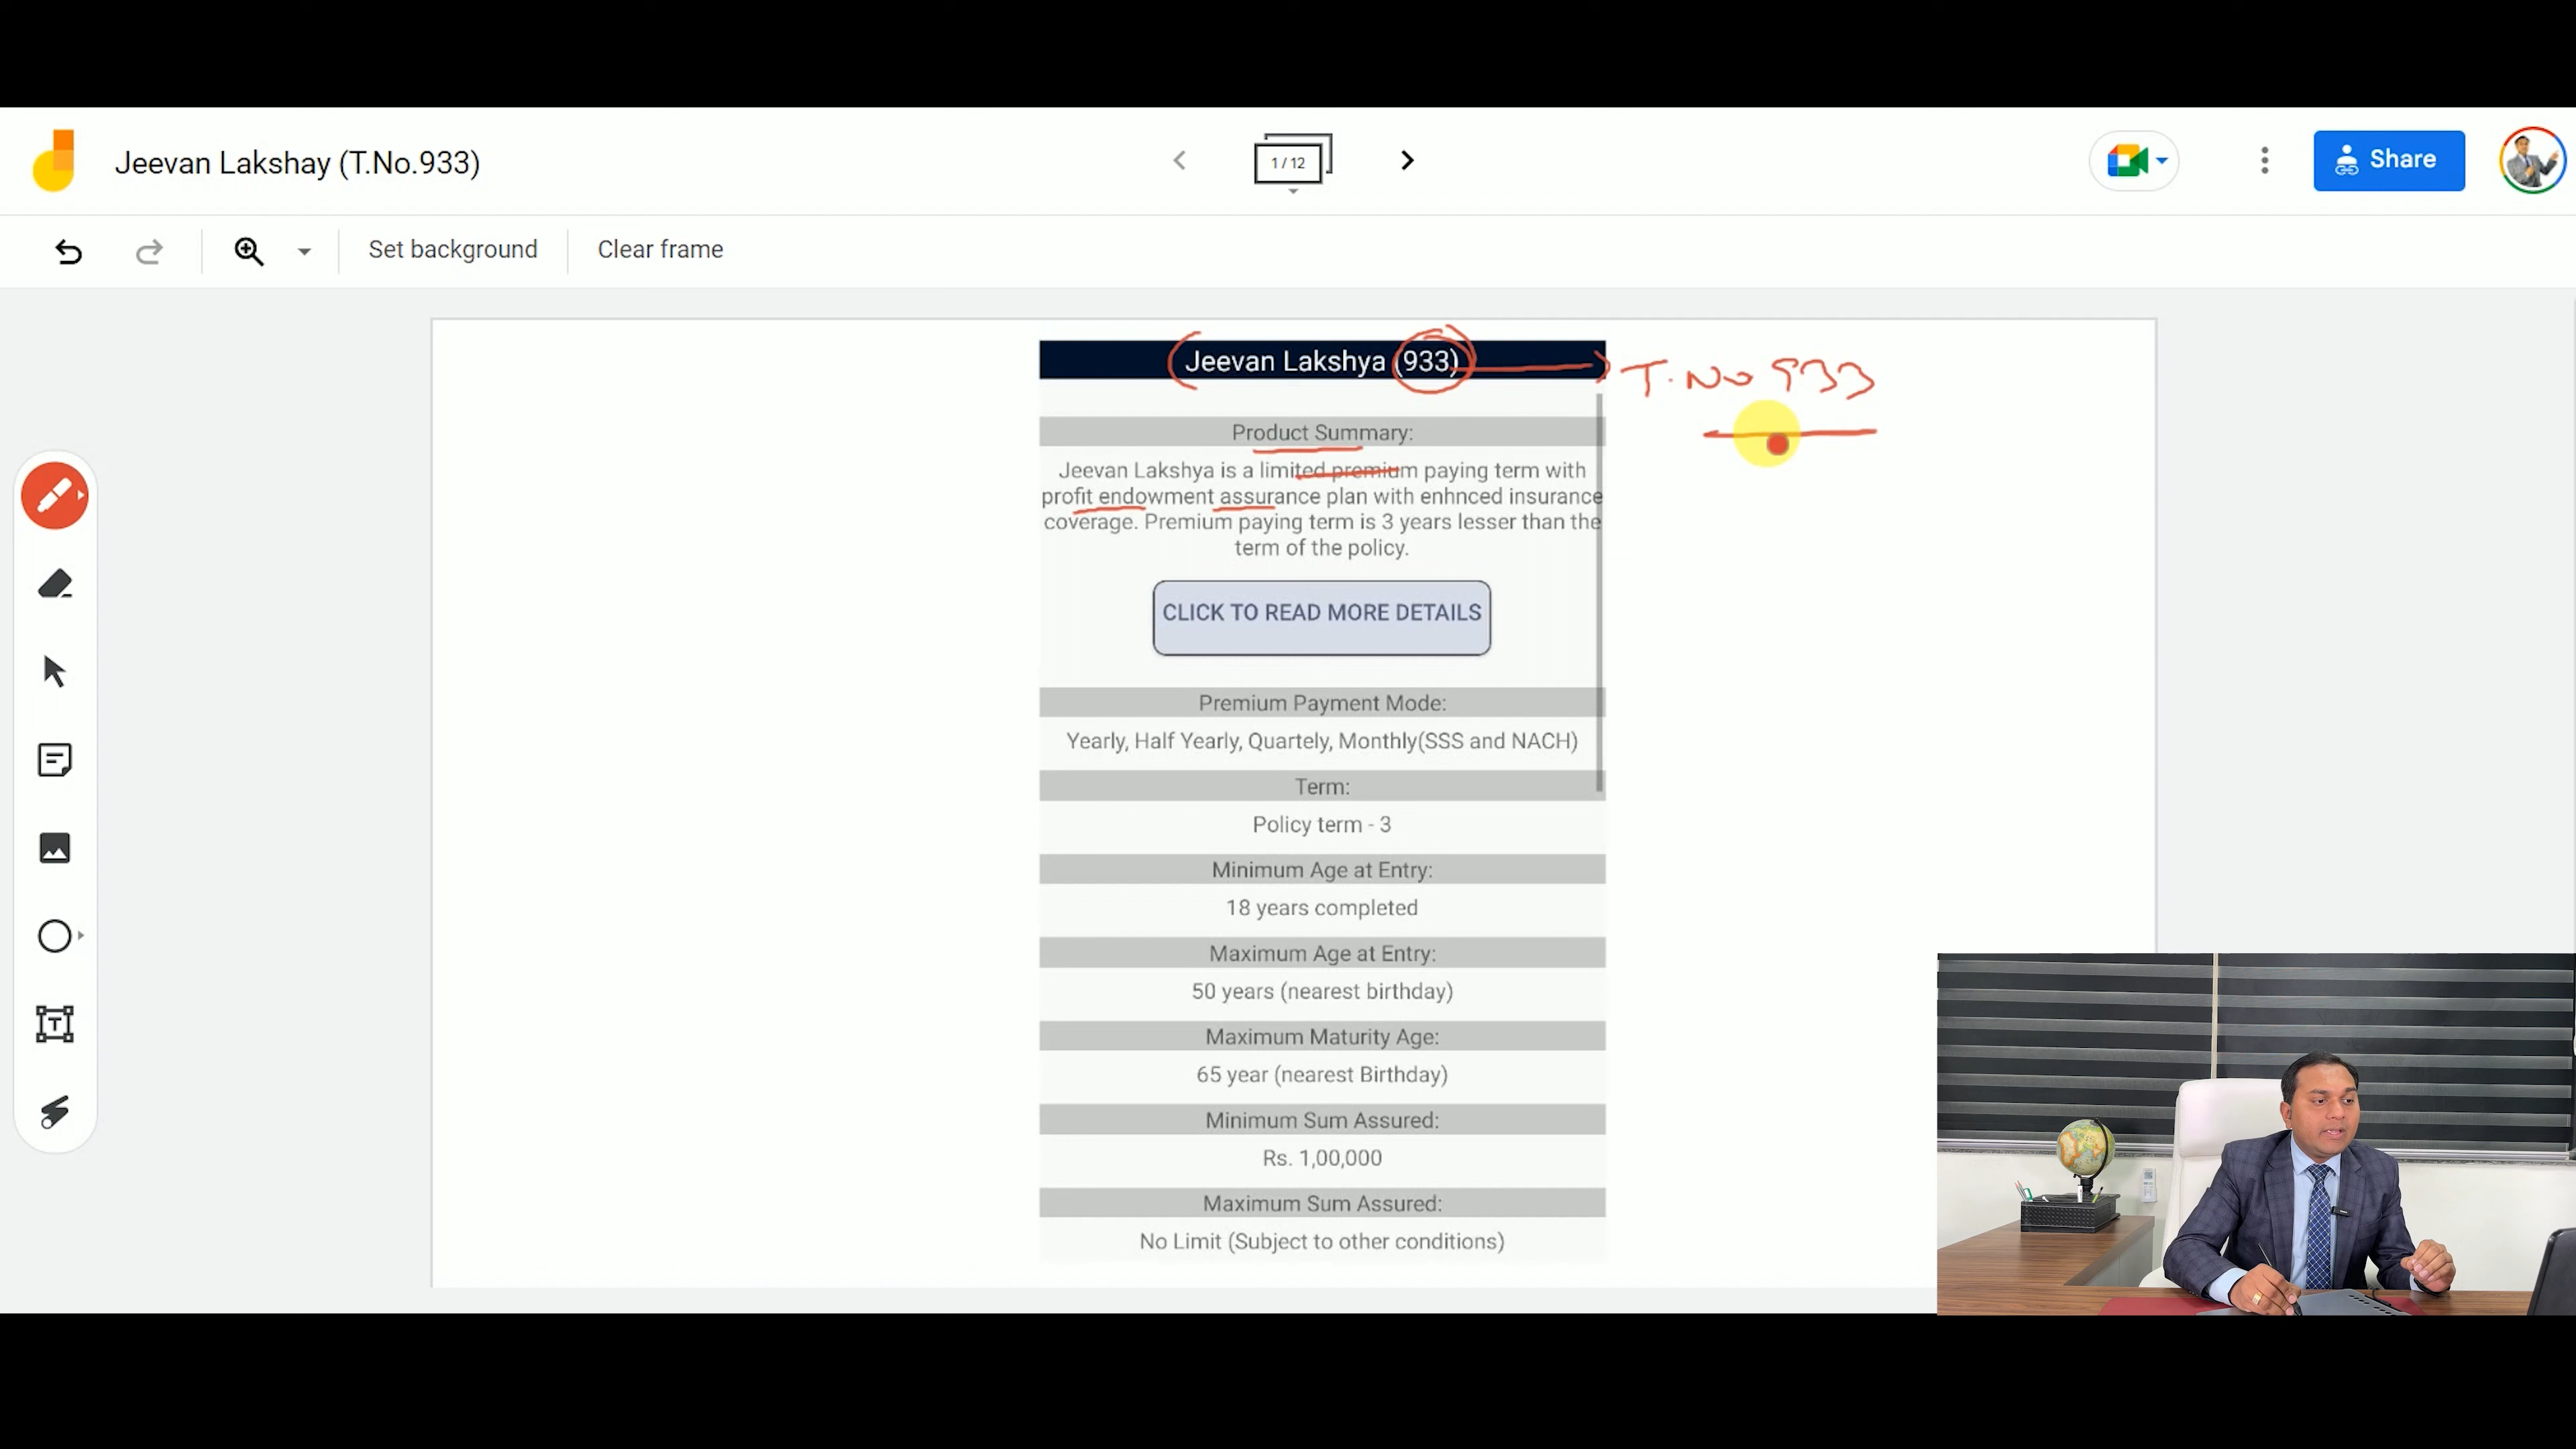 Jeevan Lakshay (T.No.933)
1 / 12
Share
Set background
Clear frame
Jeevan Lakshya (933)
T. No 933
Product Summary:
Jeevan Lakshya is a limited premium paying term with
profit endowment assurance plan with enhnced insurance
coverage. Premium paying term is 3 years lesser than the
term of the policy.
CLICK TO READ MORE DETAILS
Premium Payment Mode:
Yearly, Half Yearly, Quartely, Monthly(SSS and NACH)
Term:
Policy term - 3
Minimum Age at Entry:
18 years completed
Maximum Age at Entry:
50 years (nearest birthday)
Maximum Maturity Age:
65 year (nearest Birthday)
Minimum Sum Assured:
Rs. 1,00,000
Maximum Sum Assured:
No Limit (Subject to other conditions)